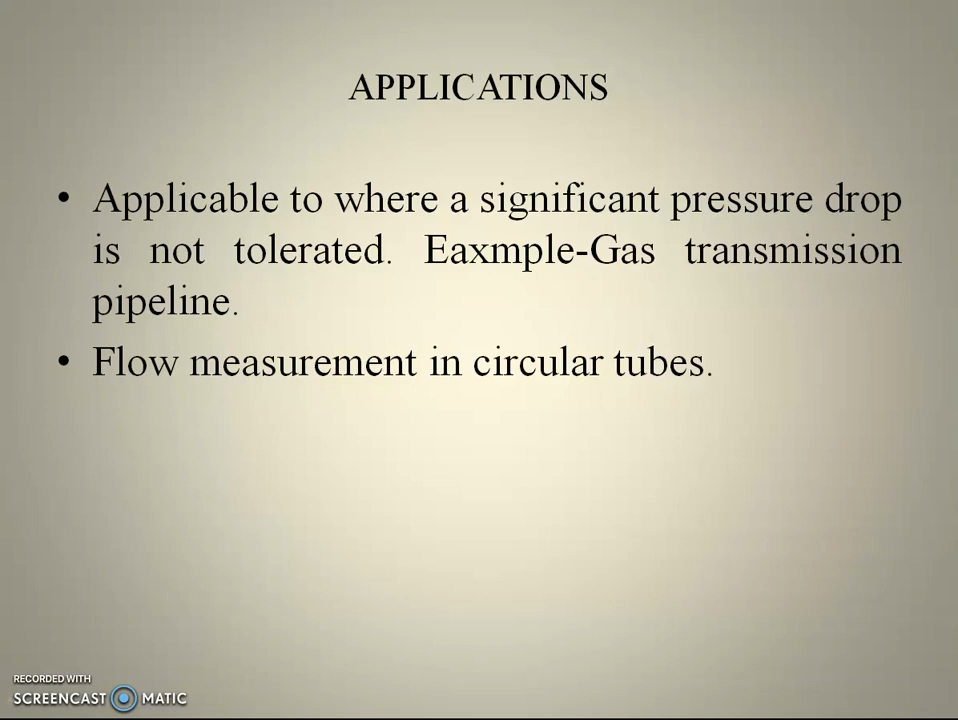 APPLICATIONS
• Applicable to where a significant pressure drop
is not tolerated. Eaxmple-Gas transmission
pipeline.
• Flow measurement in circular tubes.
RECORDED WITH
SCREENCAST MATIC